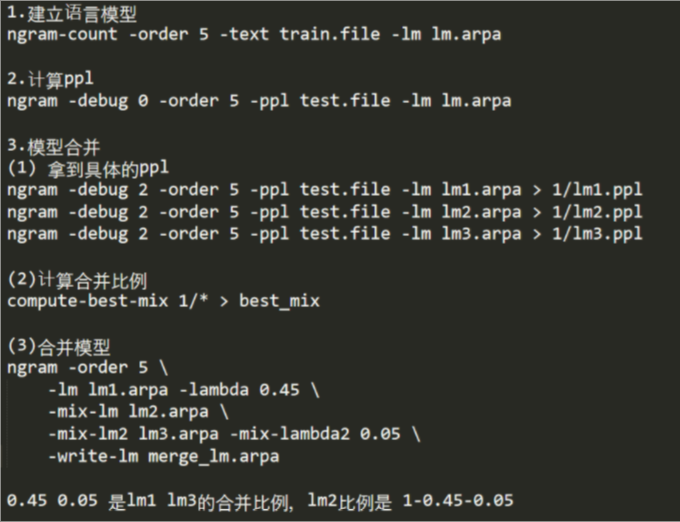 1.建立语言模型
ngram-count -order 5 -text train.file -lm lm.arpa
2.计算ppl
ngram -debug 0 -order 5 -ppl test.file -lm lm.arpa
3.模型合并
(1) 拿到具体的ppl
ngram -debug 2 -order 5 -ppl test.file -lm lm1.arpa > 1/lm1.ppl
ngram -debug 2 -order 5 -ppl test.file -lm lm2.arpa > 1/lm2.ppl
ngram -debug 2 -order 5 -ppl test.file -lm lm3.arpa > 1/lm3.ppl
(2)计算合并比例
compute-best-mix 1/* > best_mix
(3)合并模型
ngram -order 5 \
-lm lm1.arpa -lambda 0.45 \
-mix-lm lm2.arpa \
-mix-lm2 lm3.arpa -mix-lambda2 0.05 \
-write-lm merge_lm.arpa
0.45 0.05 是lm1 lm3的合并比例，lm2比例是 1-0.45-0.05